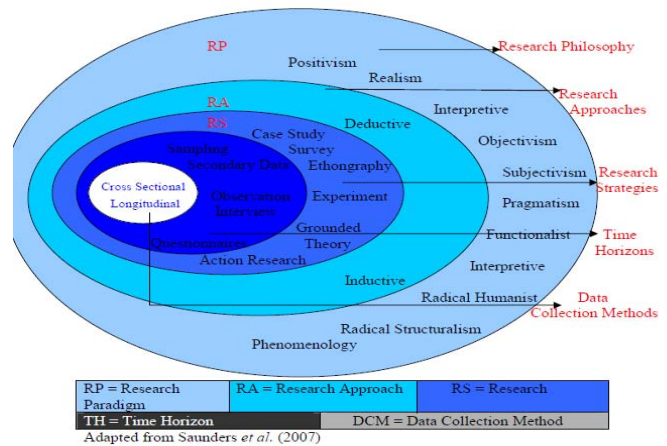 RP
Research Philosophy
Positivism
Realism
Research
Approaches
RA
Interpretive
RS
Deductive
Case Study
Objectivism
Sampling
Survey
Secondary Data
Ethongraphy
Subjectivism
Research
Strategies
Cross Sectional
Longitudinal
Observation
Interview
Experiment
Pragmatism
Grounded
Theory
Functionalist
Time
Horizons
Questionnaires
Action Research
Interpretive
Inductive
Radical Humanist
Data
Collection Methods
Radical Structuralism
Phenomenology
RP = Research
Paradigm
RA = Research Approach
RS = Research
TH = Time Horizon
DCM = Data Collection Method
Adapted from Saunders et al. (2007)